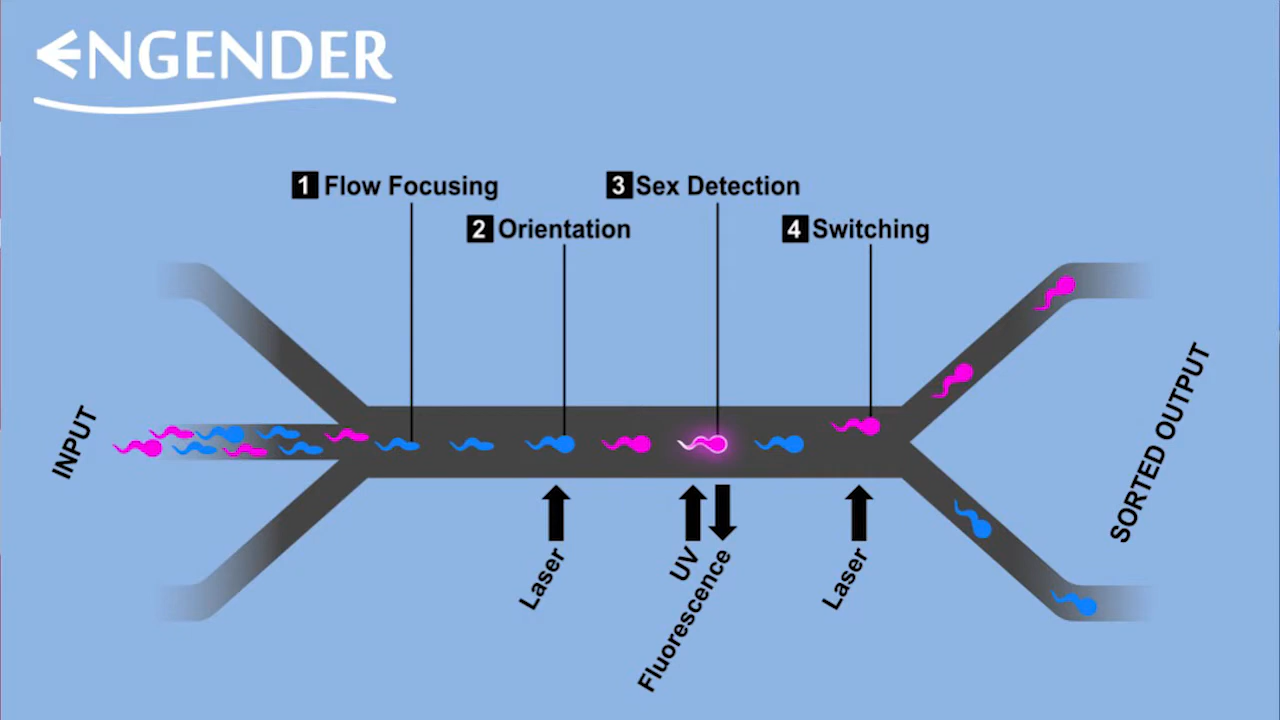 ENGENDER
1 Flow Focusing
3 Sex Detection
2 Orientation
4 Switching
INPUT
SORTED OUTPUT
Laser
UV
Fluorescence
Laser